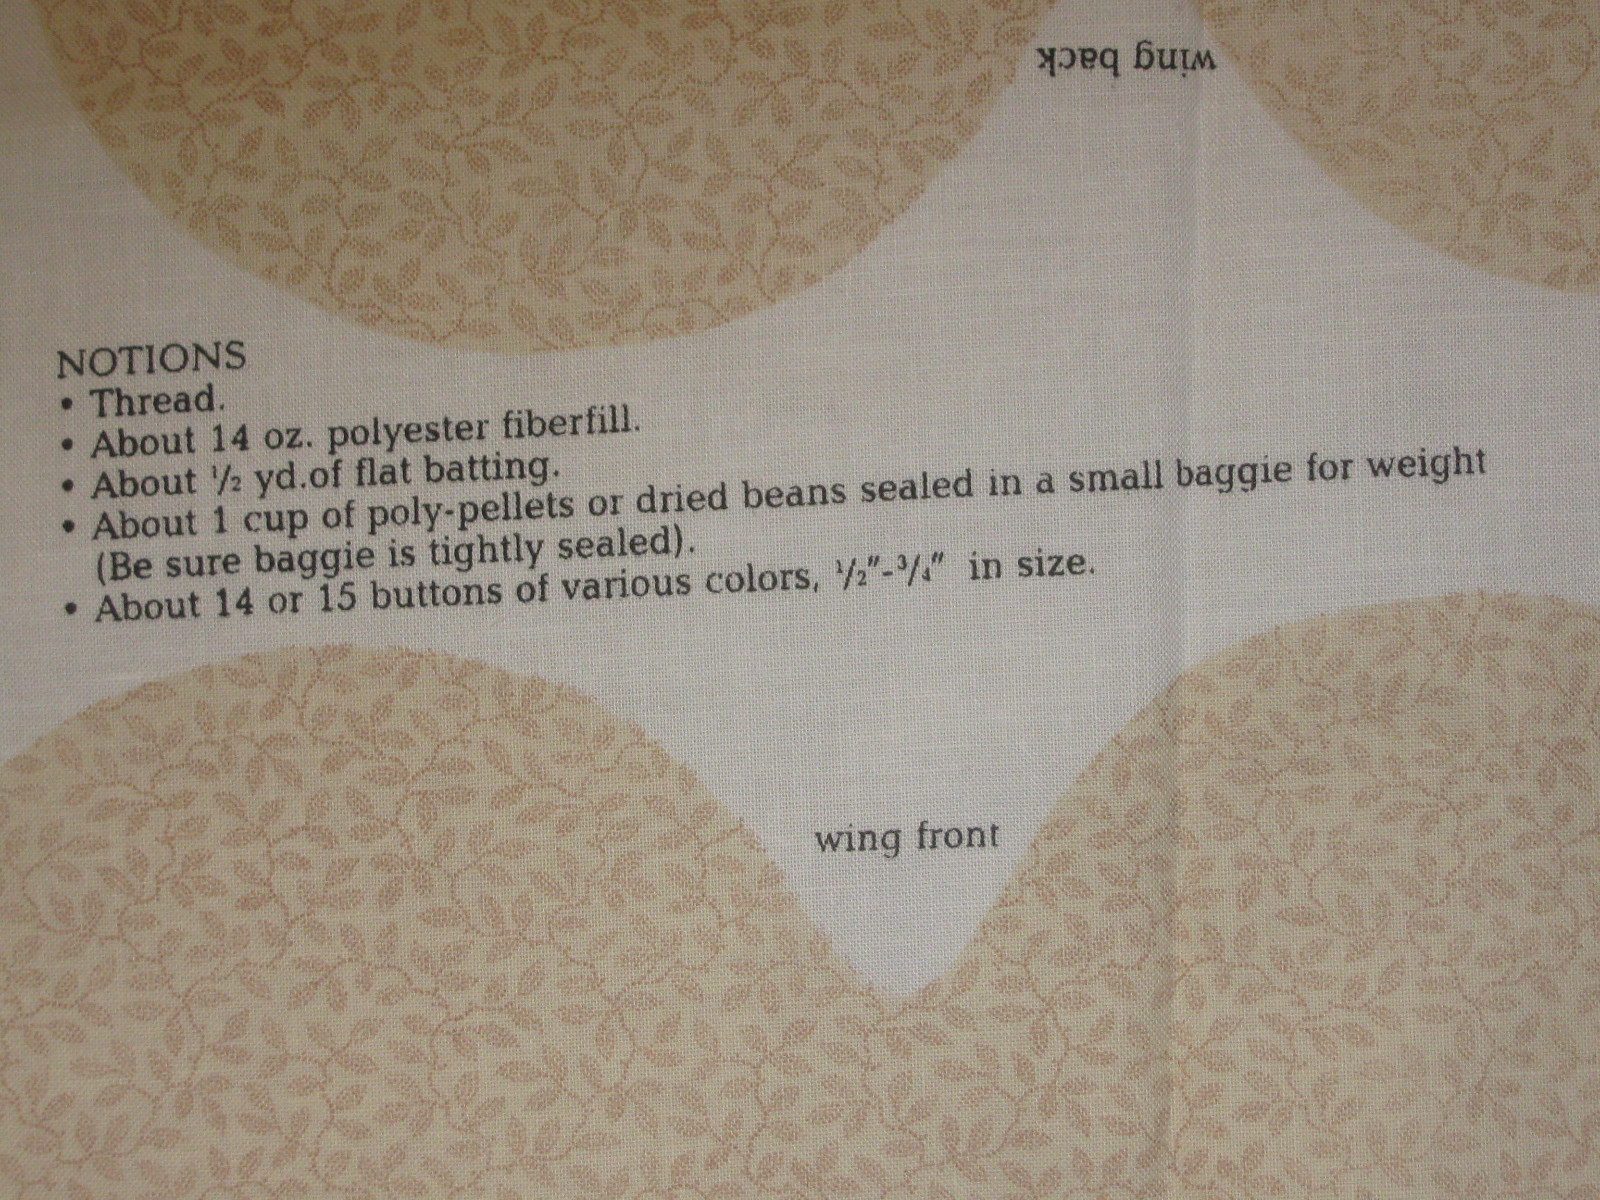 wing back
NOTIONS
• Thread.
• About 14 oz. polyester fiberfill.
• About ½ yd.of flat batting.
• About 1 cup of poly-pellets or dried beans sealed in a small baggie for weight
(Be sure baggie is tightly sealed).
• About 14 or 15 buttons of various colors, ½"-¾" in size.
wing front